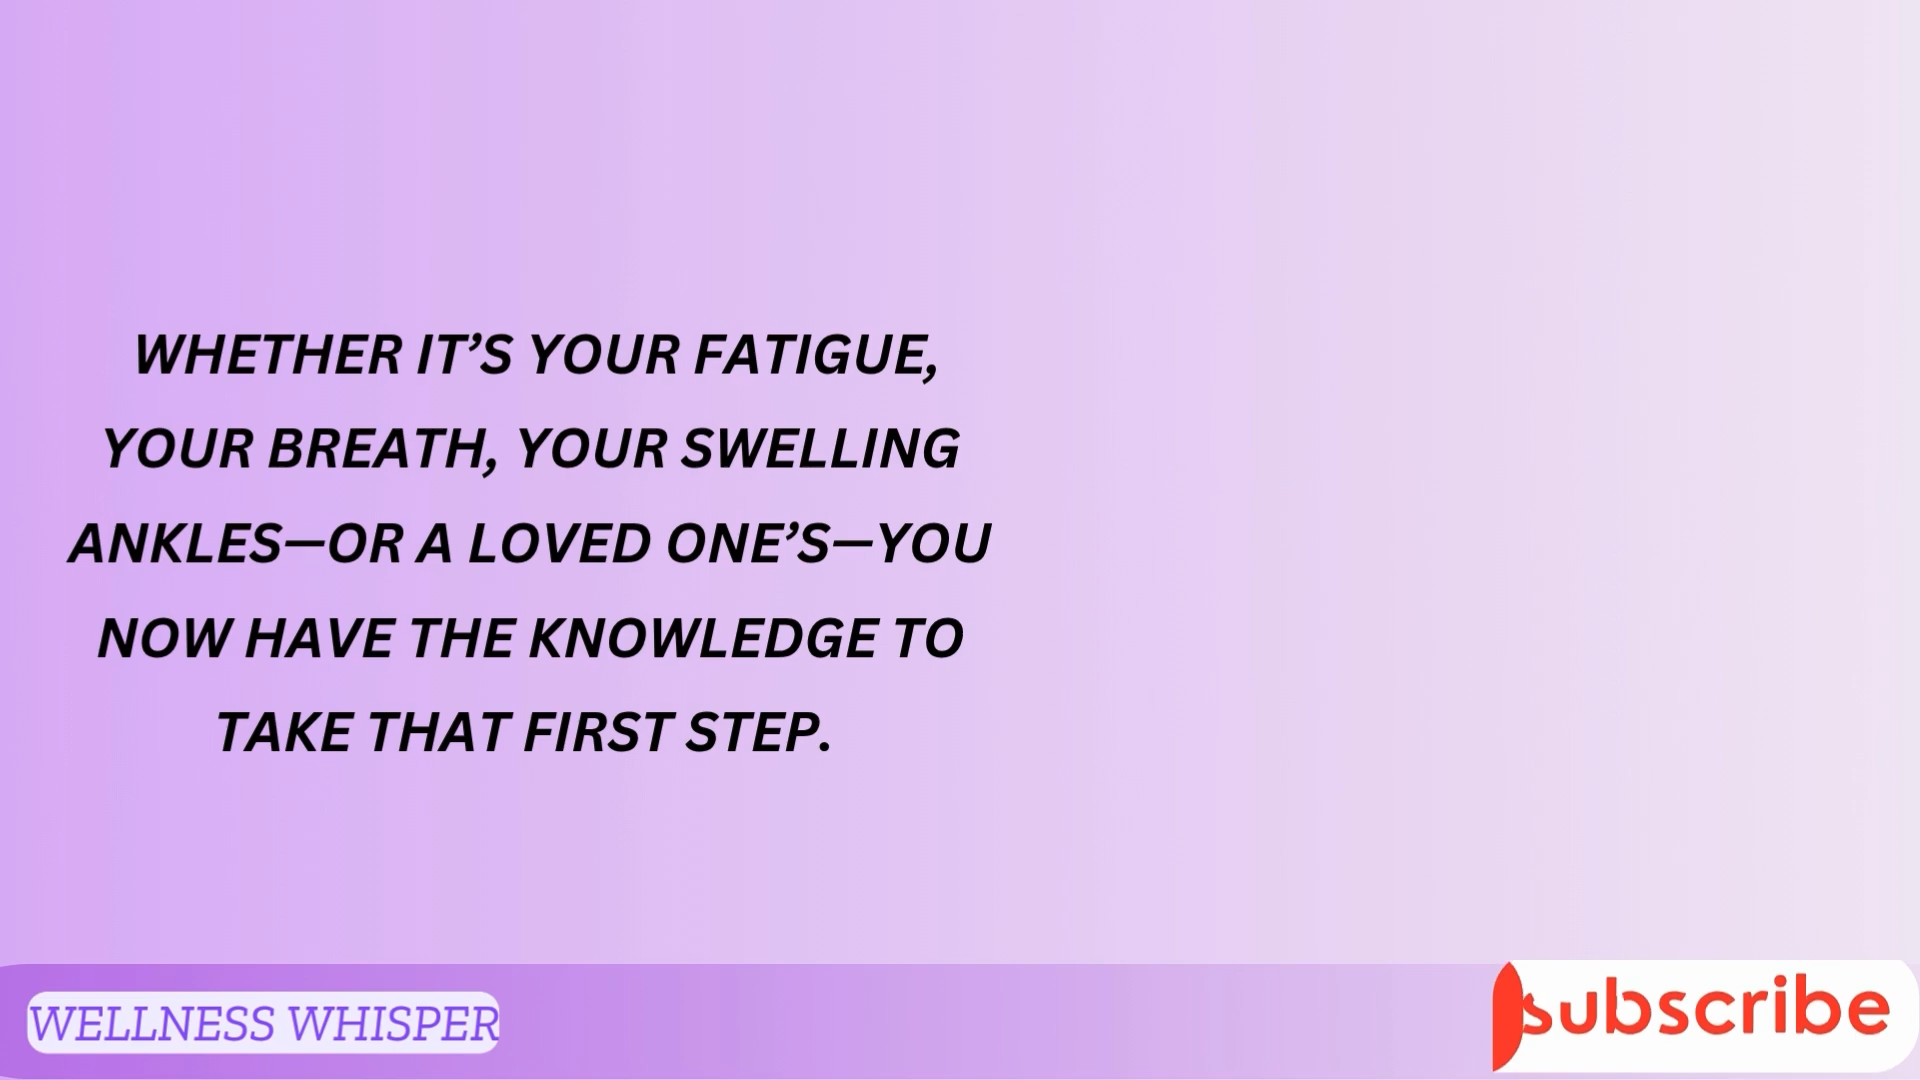 WHETHER IT’S YOUR FATIGUE,
YOUR BREATH, YOUR SWELLING
ANKLES—OR A LOVED ONE’S—YOU
NOW HAVE THE KNOWLEDGE TO
TAKE THAT FIRST STEP.
WELLNESS WHISPER
subscribe